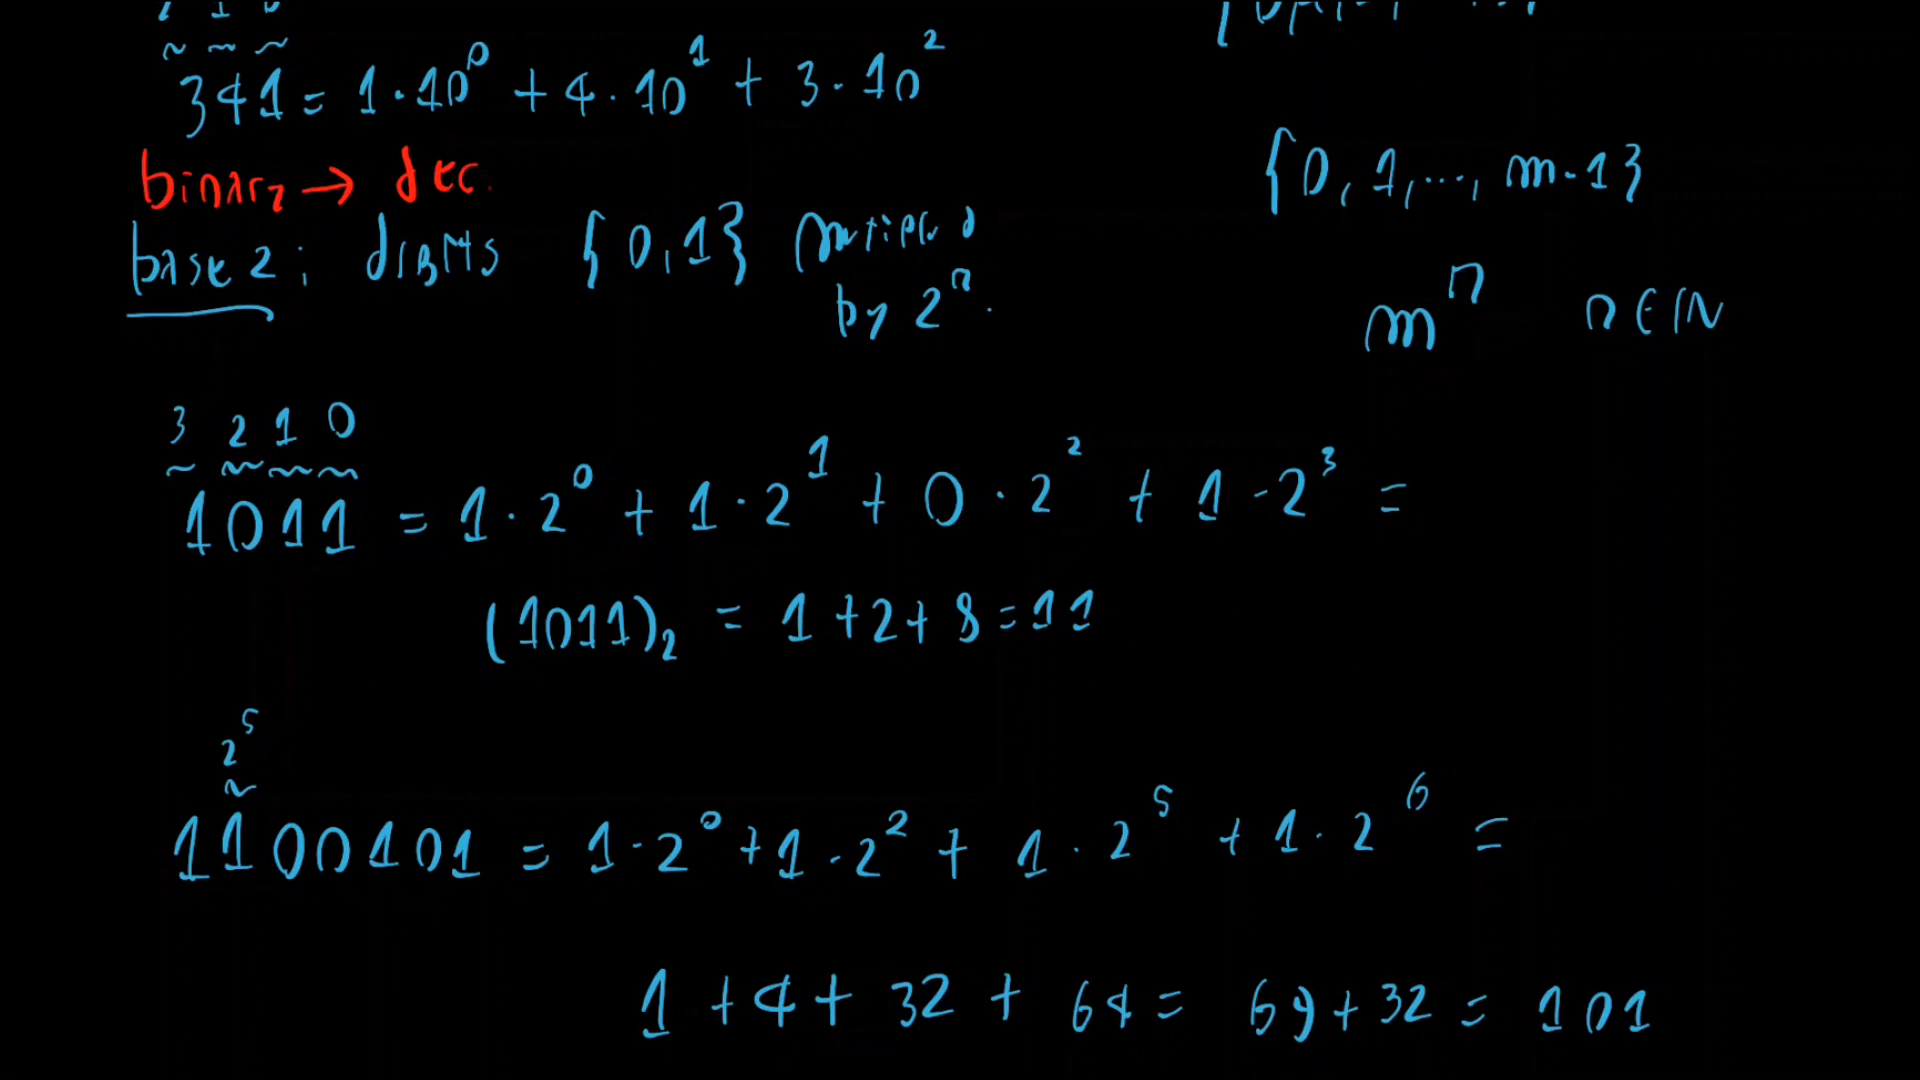 341 = 1·10⁰ + 4·10¹ + 3·10²
binary → dec.
base 2: digits {0,1}
by 2ⁿ.
{0, 1, ..., m-1}
mⁿ n ∈ ℕ
3 2 1 0
1011 = 1·2⁰ + 1·2¹ + 0·2² + 1·2³ =
(1011)₂ = 1+2+8=11
2⁵
1100101 = 1·2⁰+1·2² + 1·2⁵ + 1·2⁶ =
1 + 4 + 32 + 64 = 69+32 = 101